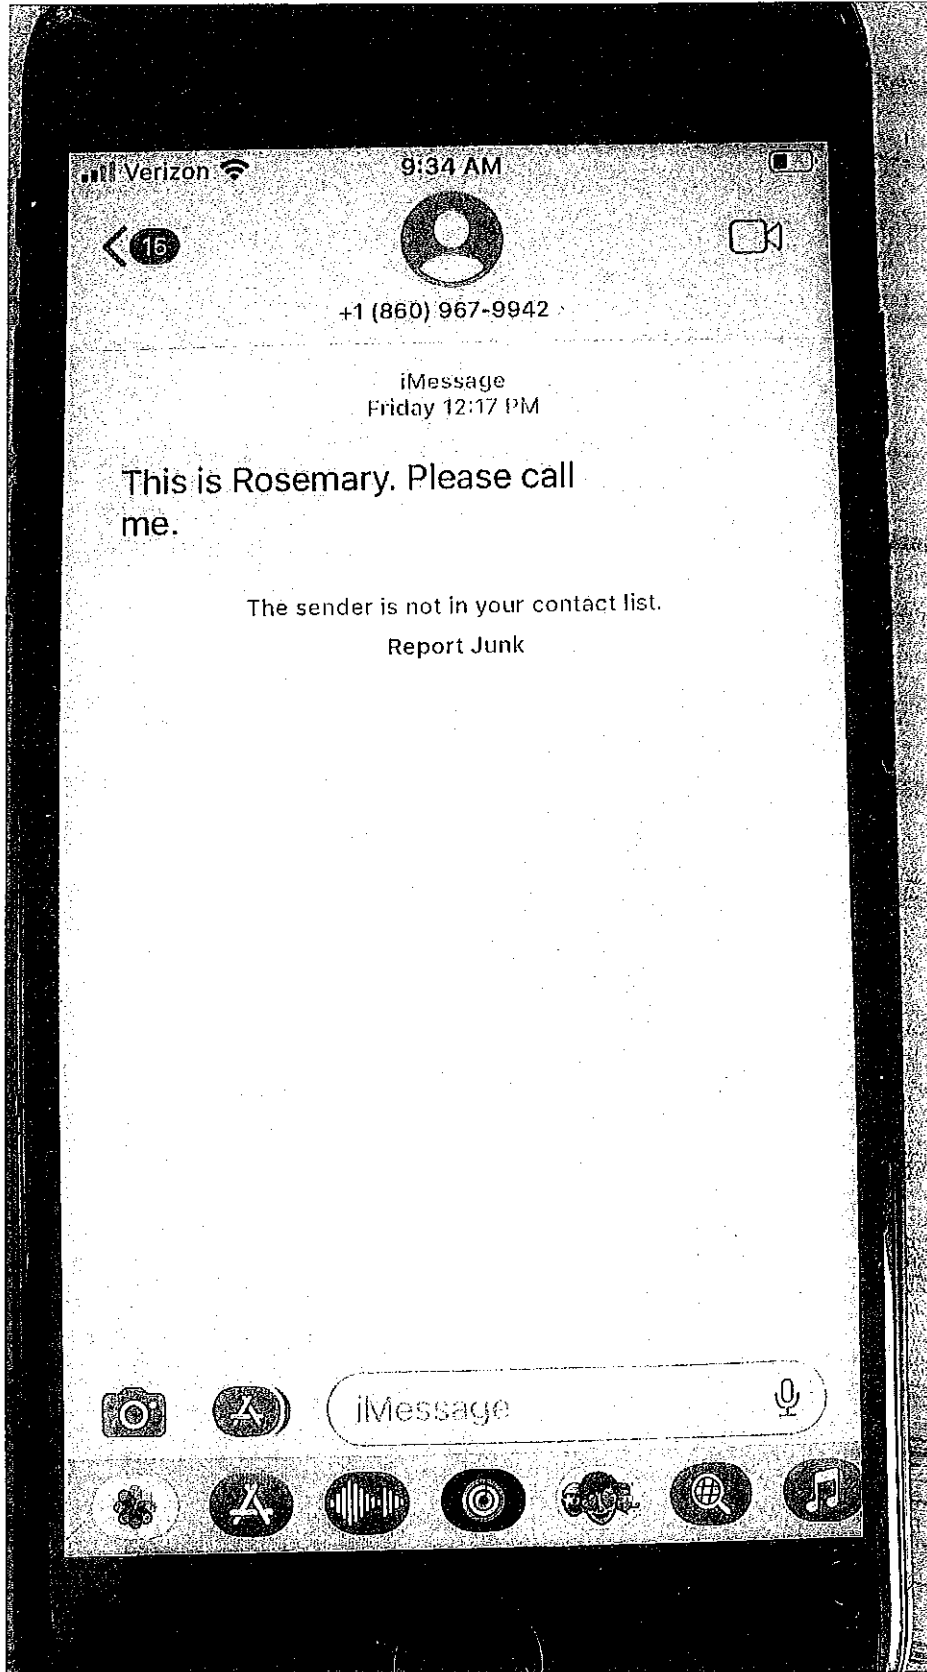 Verizon 9:34 AM
16
+1 (860) 967-9942
iMessage
Friday 12:17 PM
This is Rosemary. Please call
me.
The sender is not in your contact list.
Report Junk
iMessage